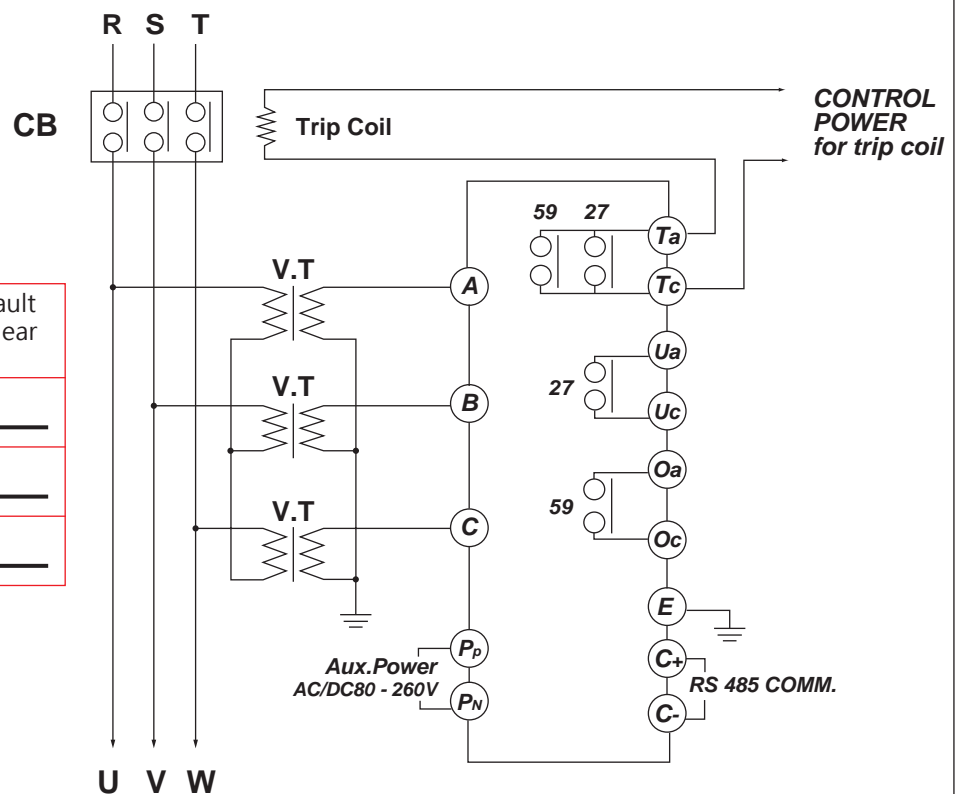 R S T
CB
Trip Coil
CONTROL
POWER
for trip coil
59 27
Ta
Tc
V.T
A
Ua
27
Uc
V.T
B
Oa
59
Oc
V.T
C
E
Pp
Aux.Power
AC/DC80 - 260V
PN
C+
RS 485 COMM.
C-
U V W